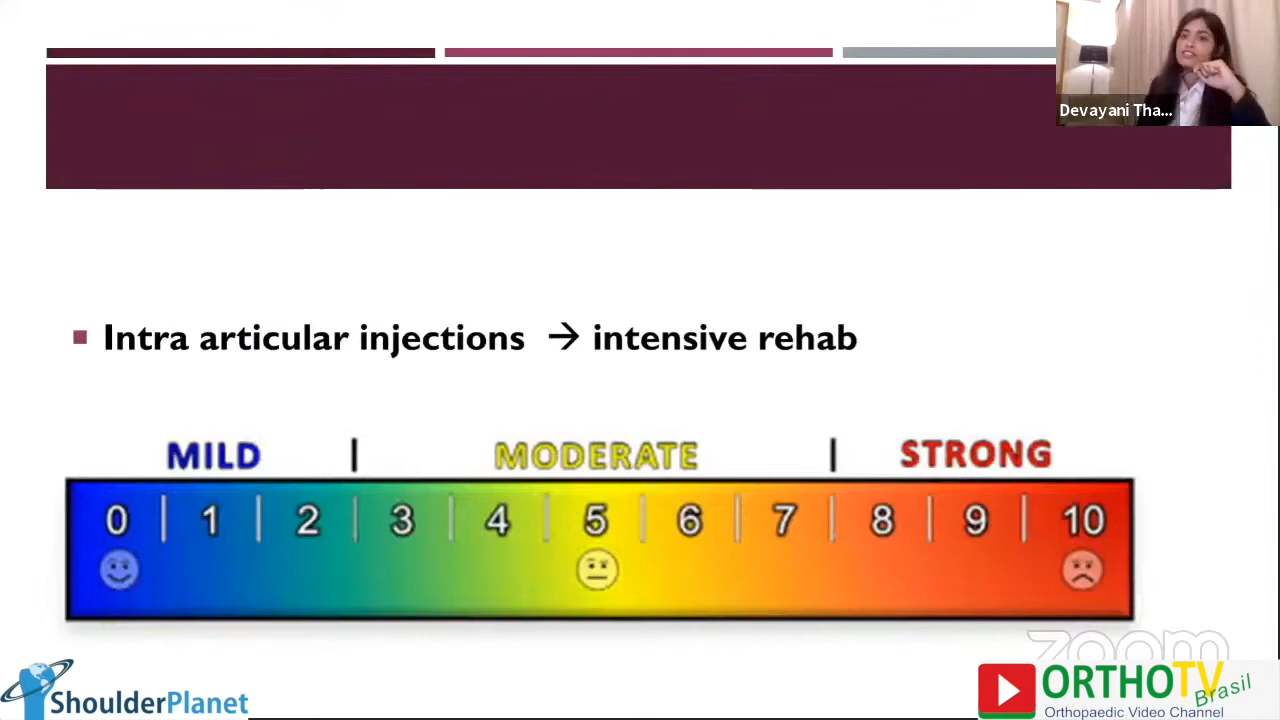 Devayani Tha...
Intra articular injections → intensive rehab
MILD | MODERATE | STRONG
0 | 1 | 2 | 3 | 4 | 5 | 6 | 7 | 8 | 9 | 10
zoom
ShoulderPlanet
ORTHOTV
Brasil
Orthopaedic Video Channel